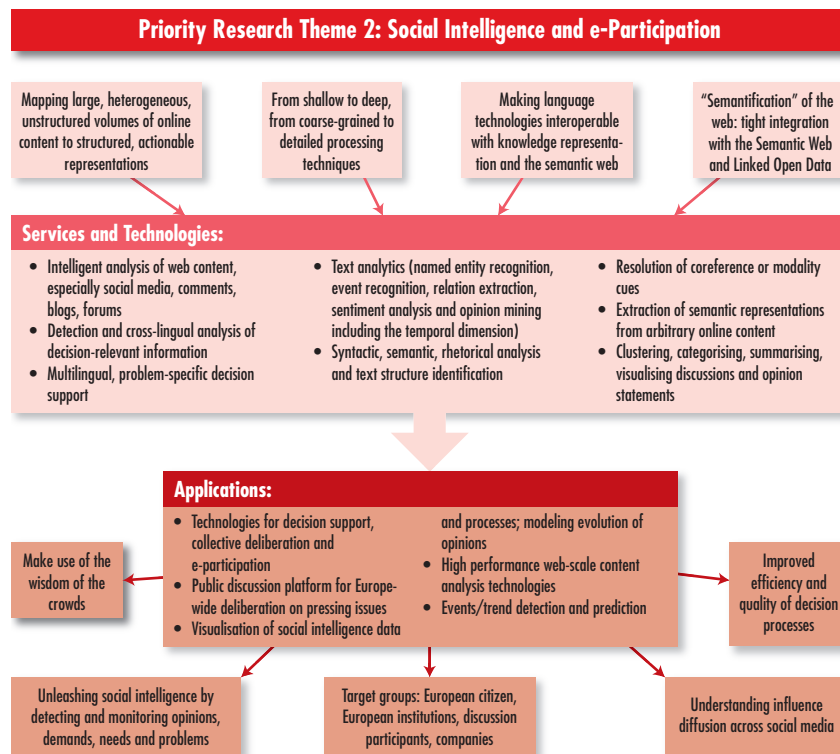 Priority Research Theme 2: Social Intelligence and e-Participation
Mapping large, heterogeneous,
unstructured volumes of online
content to structured, actionable
representations
From shallow to deep,
from coarse-grained to
detailed processing
techniques
Making language
technologies interoperable
with knowledge representa-
tion and the semantic web
“Semantification” of the
web: tight integration
with the Semantic Web
and Linked Open Data
Services and Technologies:
• Intelligent analysis of web content,
especially social media, comments,
blogs, forums
• Detection and cross-lingual analysis of
decision-relevant information
• Multilingual, problem-specific decision
support
• Text analytics (named entity recognition,
event recognition, relation extraction,
sentiment analysis and opinion mining
including the temporal dimension)
• Syntactic, semantic, rhetorical analysis
and text structure identification
• Resolution of coreference or modality
cues
• Extraction of semantic representations
from arbitrary online content
• Clustering, categorising, summarising,
visualising discussions and opinion
statements
Applications:
• Technologies for decision support,
collective deliberation and
e-participation
• Public discussion platform for Europe-
wide deliberation on pressing issues
• Visualisation of social intelligence data
and processes; modeling evolution of
opinions
• High performance web-scale content
analysis technologies
• Events/trend detection and prediction
Make use of the
wisdom of the
crowds
Improved
efficiency and
quality of decision
processes
Unleashing social intelligence by
detecting and monitoring opinions,
demands, needs and problems
Target groups: European citizen,
European institutions, discussion
participants, companies
Understanding influence
diffusion across social media